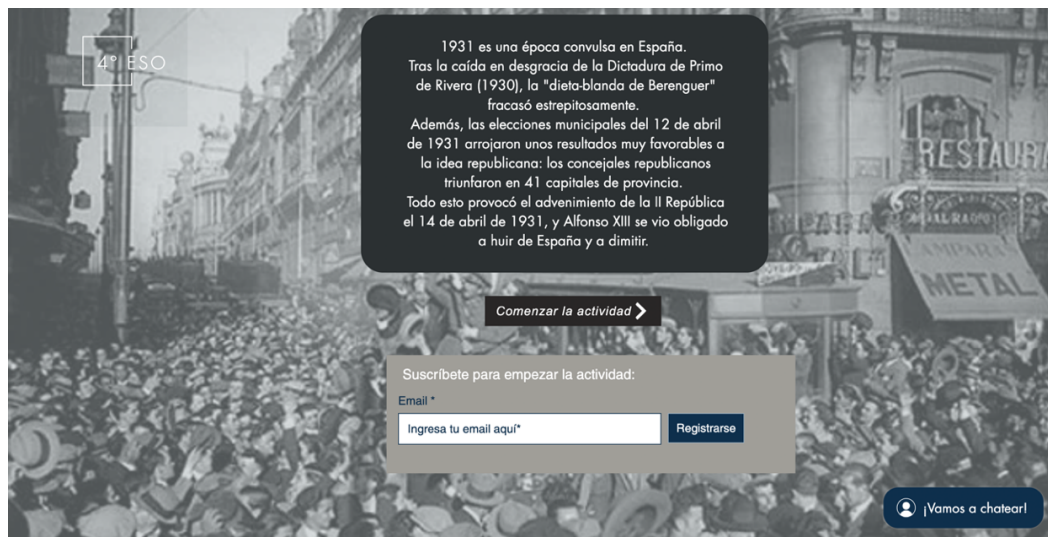 4º ESO
1931 es una época convulsa en España.
Tras la caída en desgracia de la Dictadura de Primo
de Rivera (1930), la "dieta-blanda de Berenguer"
fracasó estrepitosamente.
Además, las elecciones municipales del 12 de abril
de 1931 arrojaron unos resultados muy favorables a
la idea republicana: los concejales republicanos
triunfaron en 41 capitales de provincia.
Todo esto provocó el advenimiento de la II República
el 14 de abril de 1931, y Alfonso XIII se vio obligado
a huir de España y a dimitir.
RESTAURA
METAL
Comenzar la actividad
Suscríbete para empezar la actividad:
Email *
Ingresa tu email aquí*
Registrarse
¡Vamos a chatear!